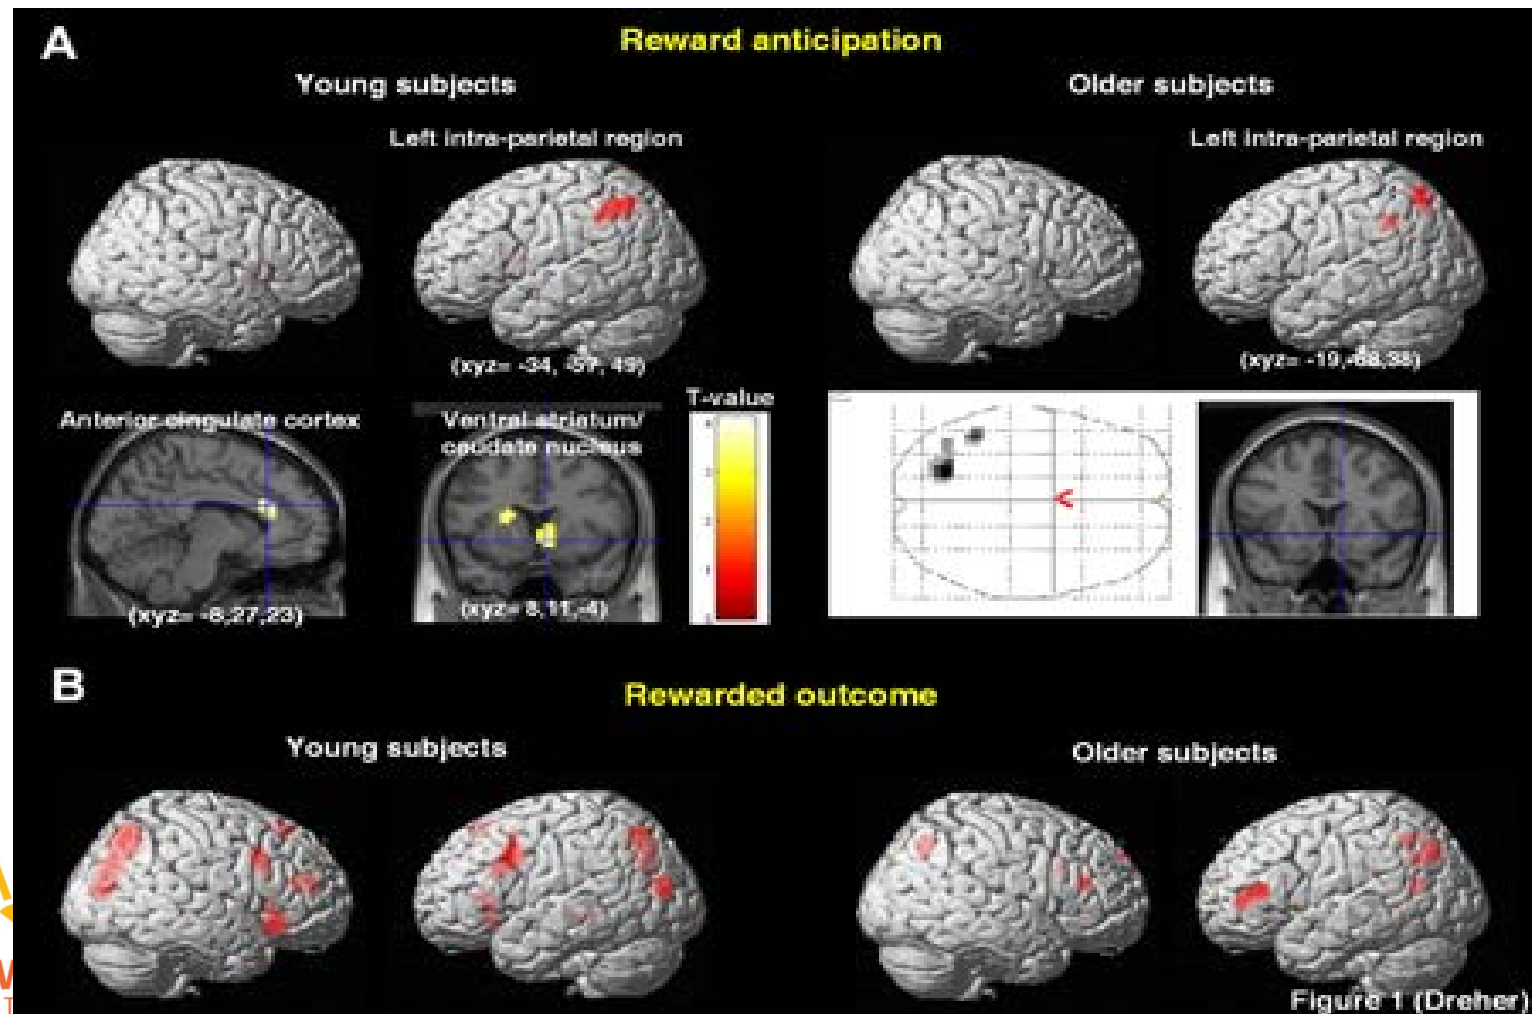 A
Reward anticipation
Young subjects
Older subjects
Left intra-parietal region
Left intra-parietal region
(xyz= -34, -57, 49)
(xyz= -19,-68,38)
Anterior cingulate cortex
Ventral striatum/
caudate nucleus
T-value
(xyz= -8,27,23)
(xyz= 8,11,-4)
<
B
Rewarded outcome
Young subjects
Older subjects
Figure 1 (Dreher)